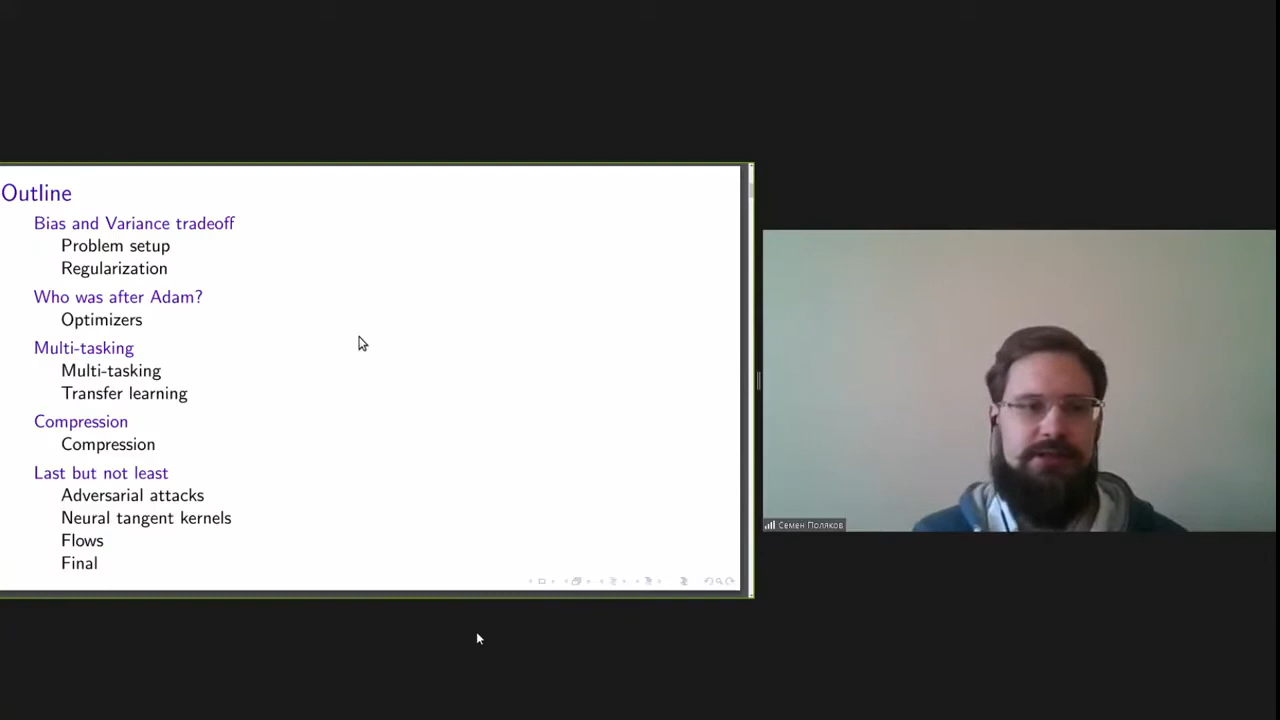 Outline
Bias and Variance tradeoff
Problem setup
Regularization
Who was after Adam?
Optimizers
Multi-tasking
Multi-tasking
Transfer learning
Compression
Compression
Last but not least
Adversarial attacks
Neural tangent kernels
Flows
Final
Семен Поляков